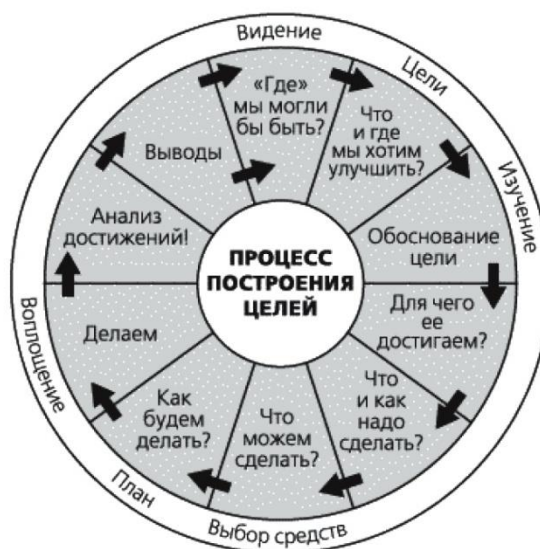 Видение
Цели
Изучение
Выбор средств
План
Воплощение
«Где»
мы могли
бы быть?
Что
и где
мы хотим
улучшить?
Обоснование
цели
Для чего
ее
достигаем?
Что
и как
надо
сделать?
Что
можем
сделать?
Как
будем
делать?
Делаем
Анализ
достижений!
Выводы
ПРОЦЕСС
ПОСТРОЕНИЯ
ЦЕЛЕЙ